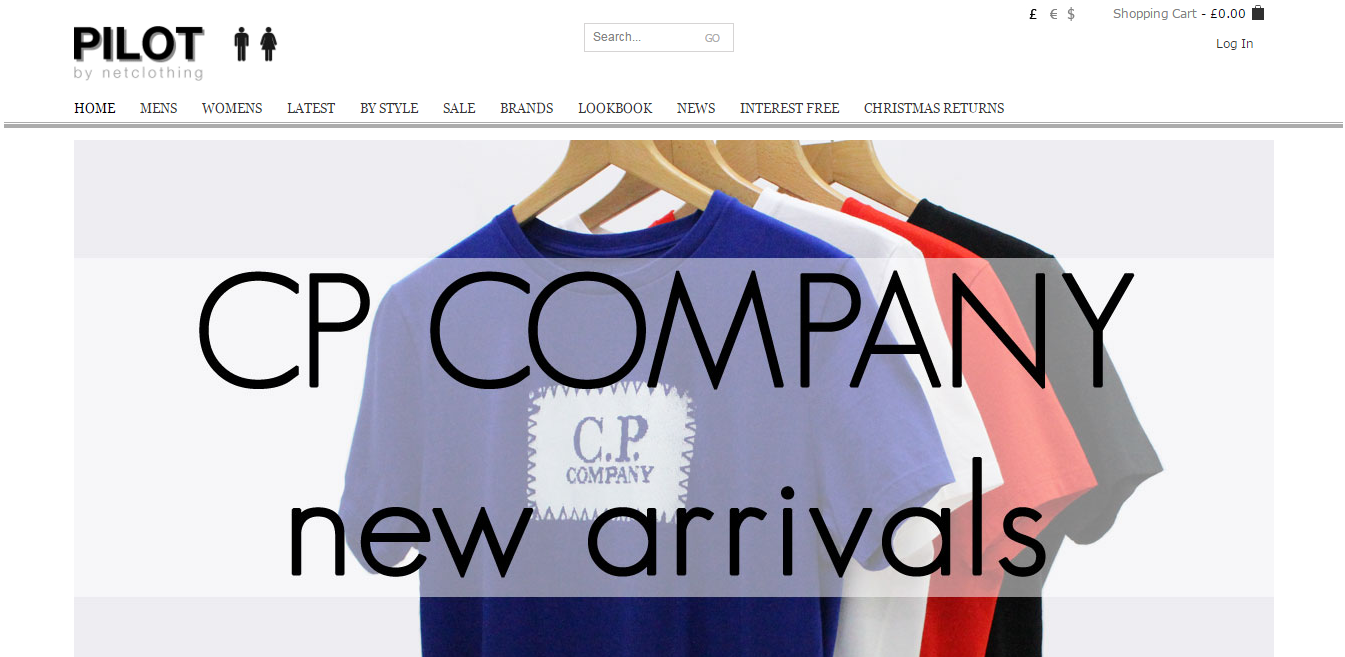 £ € $ Shopping Cart - £0.00
PILOT
by netclothing
Search... GO
Log In
HOME MENS WOMENS LATEST BY STYLE SALE BRANDS LOOKBOOK NEWS INTEREST FREE CHRISTMAS RETURNS
CP COMPANY
C.P.
COMPANY
new arrivals